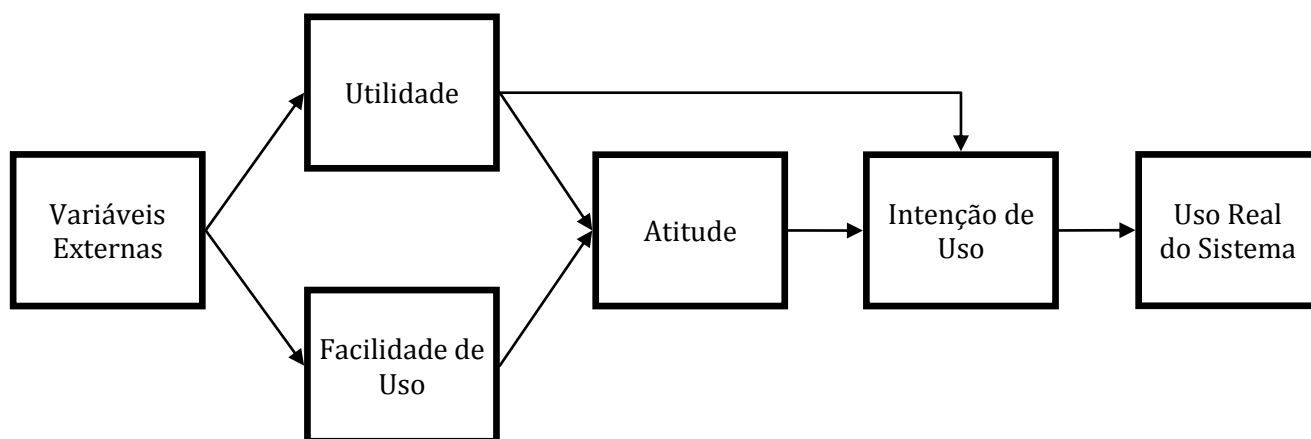 Utilidade
Variáveis
Externas
Facilidade de
Uso
Atitude
Intenção de
Uso
Uso Real
do Sistema